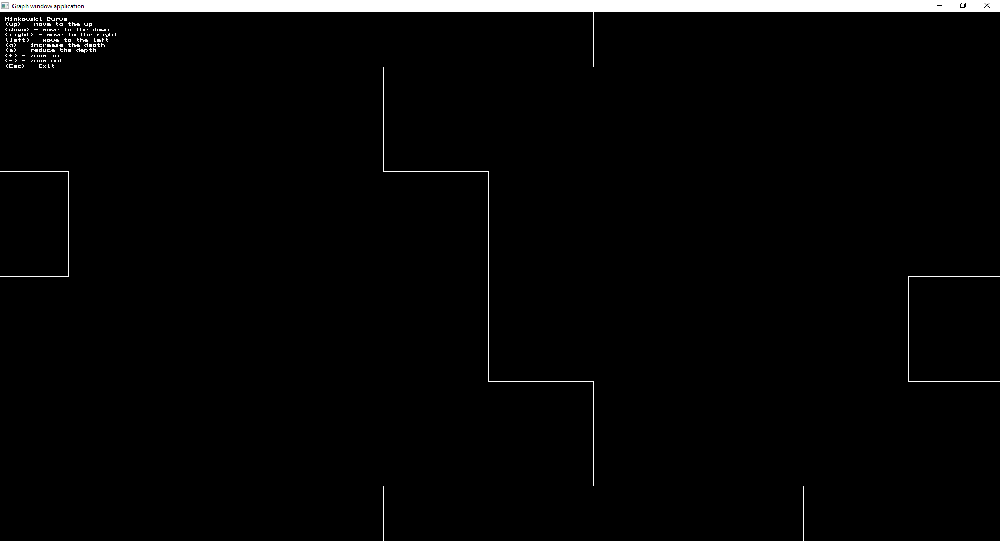 Graph window application
Minkowski Curve
<up> - move to the up
<down> - move to the down
<right> - move to the right
<left> - move to the left
<q> - increase the depth
<a> - reduce the depth
<+> - zoom in
<-> - zoom out
<Esc> - Exit